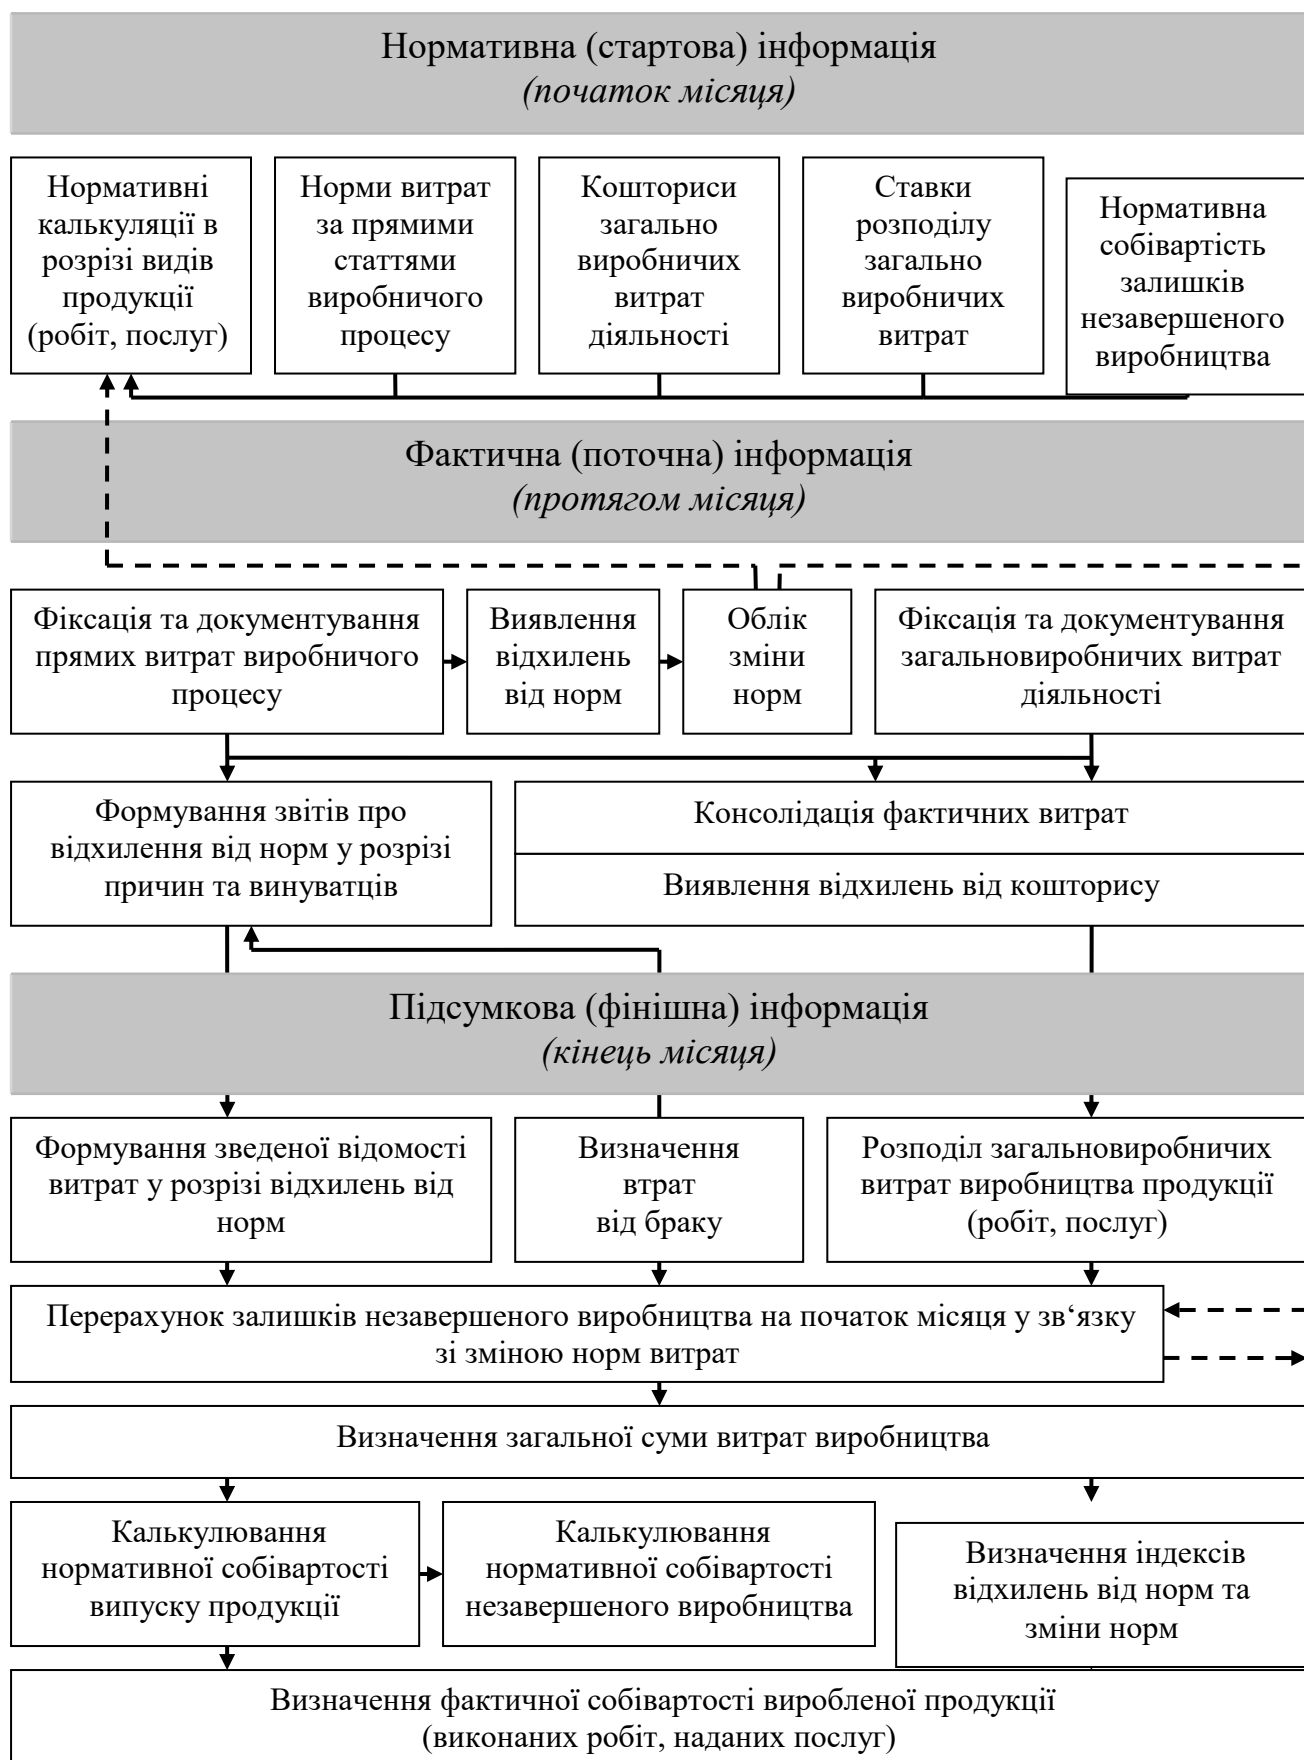 Нормативна (стартова) інформація
(початок місяця)
Нормативні
калькуляції в
розрізі видів
продукції
(робіт, послуг)
Норми витрат
за прямими
статтями
виробничого
процесу
Кошториси
загально
виробничих
витрат
діяльності
Ставки
розподілу
загально
виробничих
витрат
Нормативна
собівартість
залишків
незавершеного
виробництва
Фактична (поточна) інформація
(протягом місяця)
Фіксація та документування
прямих витрат виробничого
процесу
Виявлення
відхилень
від норм
Облік
зміни
норм
Фіксація та документування
загальновиробничих витрат
діяльності
Формування звітів про
відхилення від норм у розрізі
причин та винуватців
Консолідація фактичних витрат
Виявлення відхилень від кошторису
Підсумкова (фінішна) інформація
(кінець місяця)
Формування зведеної відомості
витрат у розрізі відхилень від
норм
Визначення
втрат
від браку
Розподіл загальновиробничих
витрат виробництва продукції
(робіт, послуг)
Перерахунок залишків незавершеного виробництва на початок місяця у зв‘язку
зі зміною норм витрат
Визначення загальної суми витрат виробництва
Калькулювання
нормативної собівартості
випуску продукції
Калькулювання
нормативної собівартості
незавершеного виробництва
Визначення індексів
відхилень від норм та
зміни норм
Визначення фактичної собівартості виробленої продукції
(виконаних робіт, наданих послуг)